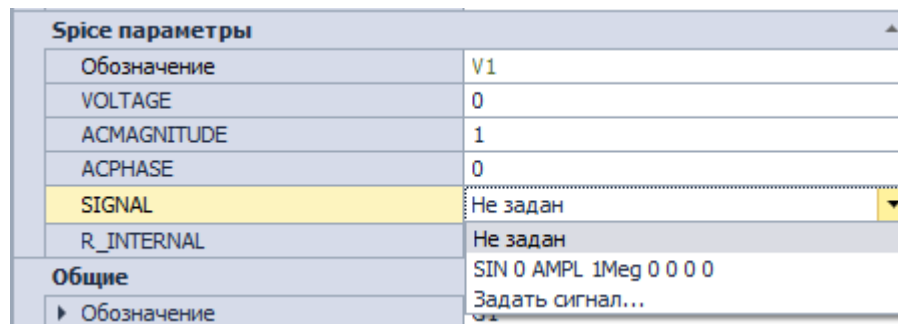 Spice параметры
Обозначение V1
VOLTAGE 0
ACMAGNITUDE 1
ACPHASE 0
SIGNAL Не задан
R_INTERNAL Не задан
SIN 0 AMPL 1Meg 0 0 0 0
Общие
Задать сигнал...
Обозначение